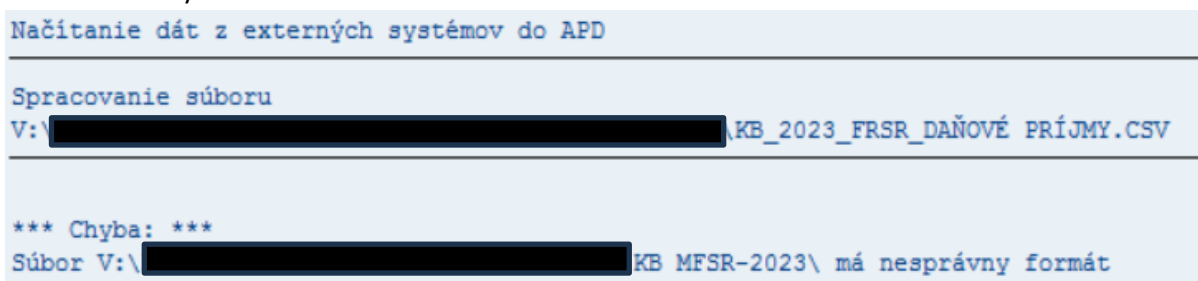 Načítanie dát z externých systémov do APD
Spracovanie súboru
V:\ \KB_2023_FRSR_DAŇOVÉ PRÍJMY.CSV
*** Chyba: ***
Súbor V:\ KB MFSR-2023\ má nesprávny formát